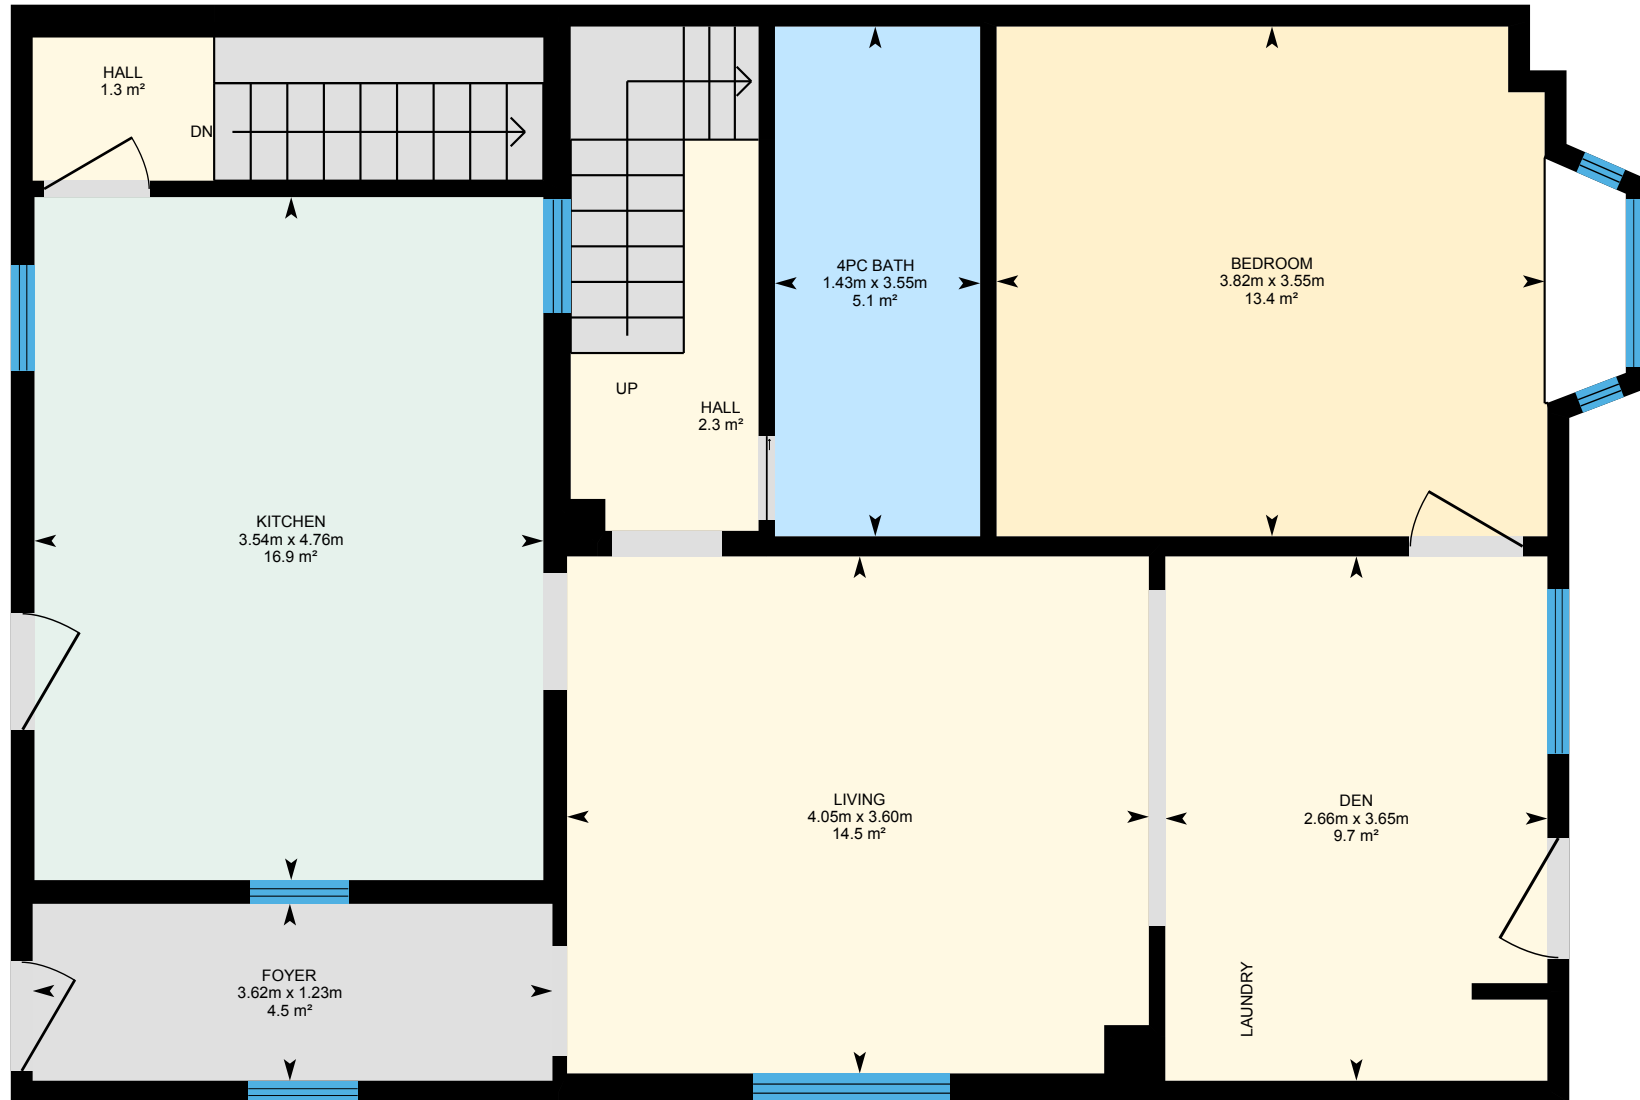 HALL
1.3 m²
DN
4PC BATH
1.43m x 3.55m
5.1 m²
BEDROOM
3.82m x 3.55m
13.4 m²
UP
HALL
2.3 m²
KITCHEN
3.54m x 4.76m
16.9 m²
LIVING
4.05m x 3.60m
14.5 m²
DEN
2.66m x 3.65m
9.7 m²
FOYER
3.62m x 1.23m
4.5 m²
LAUNDRY